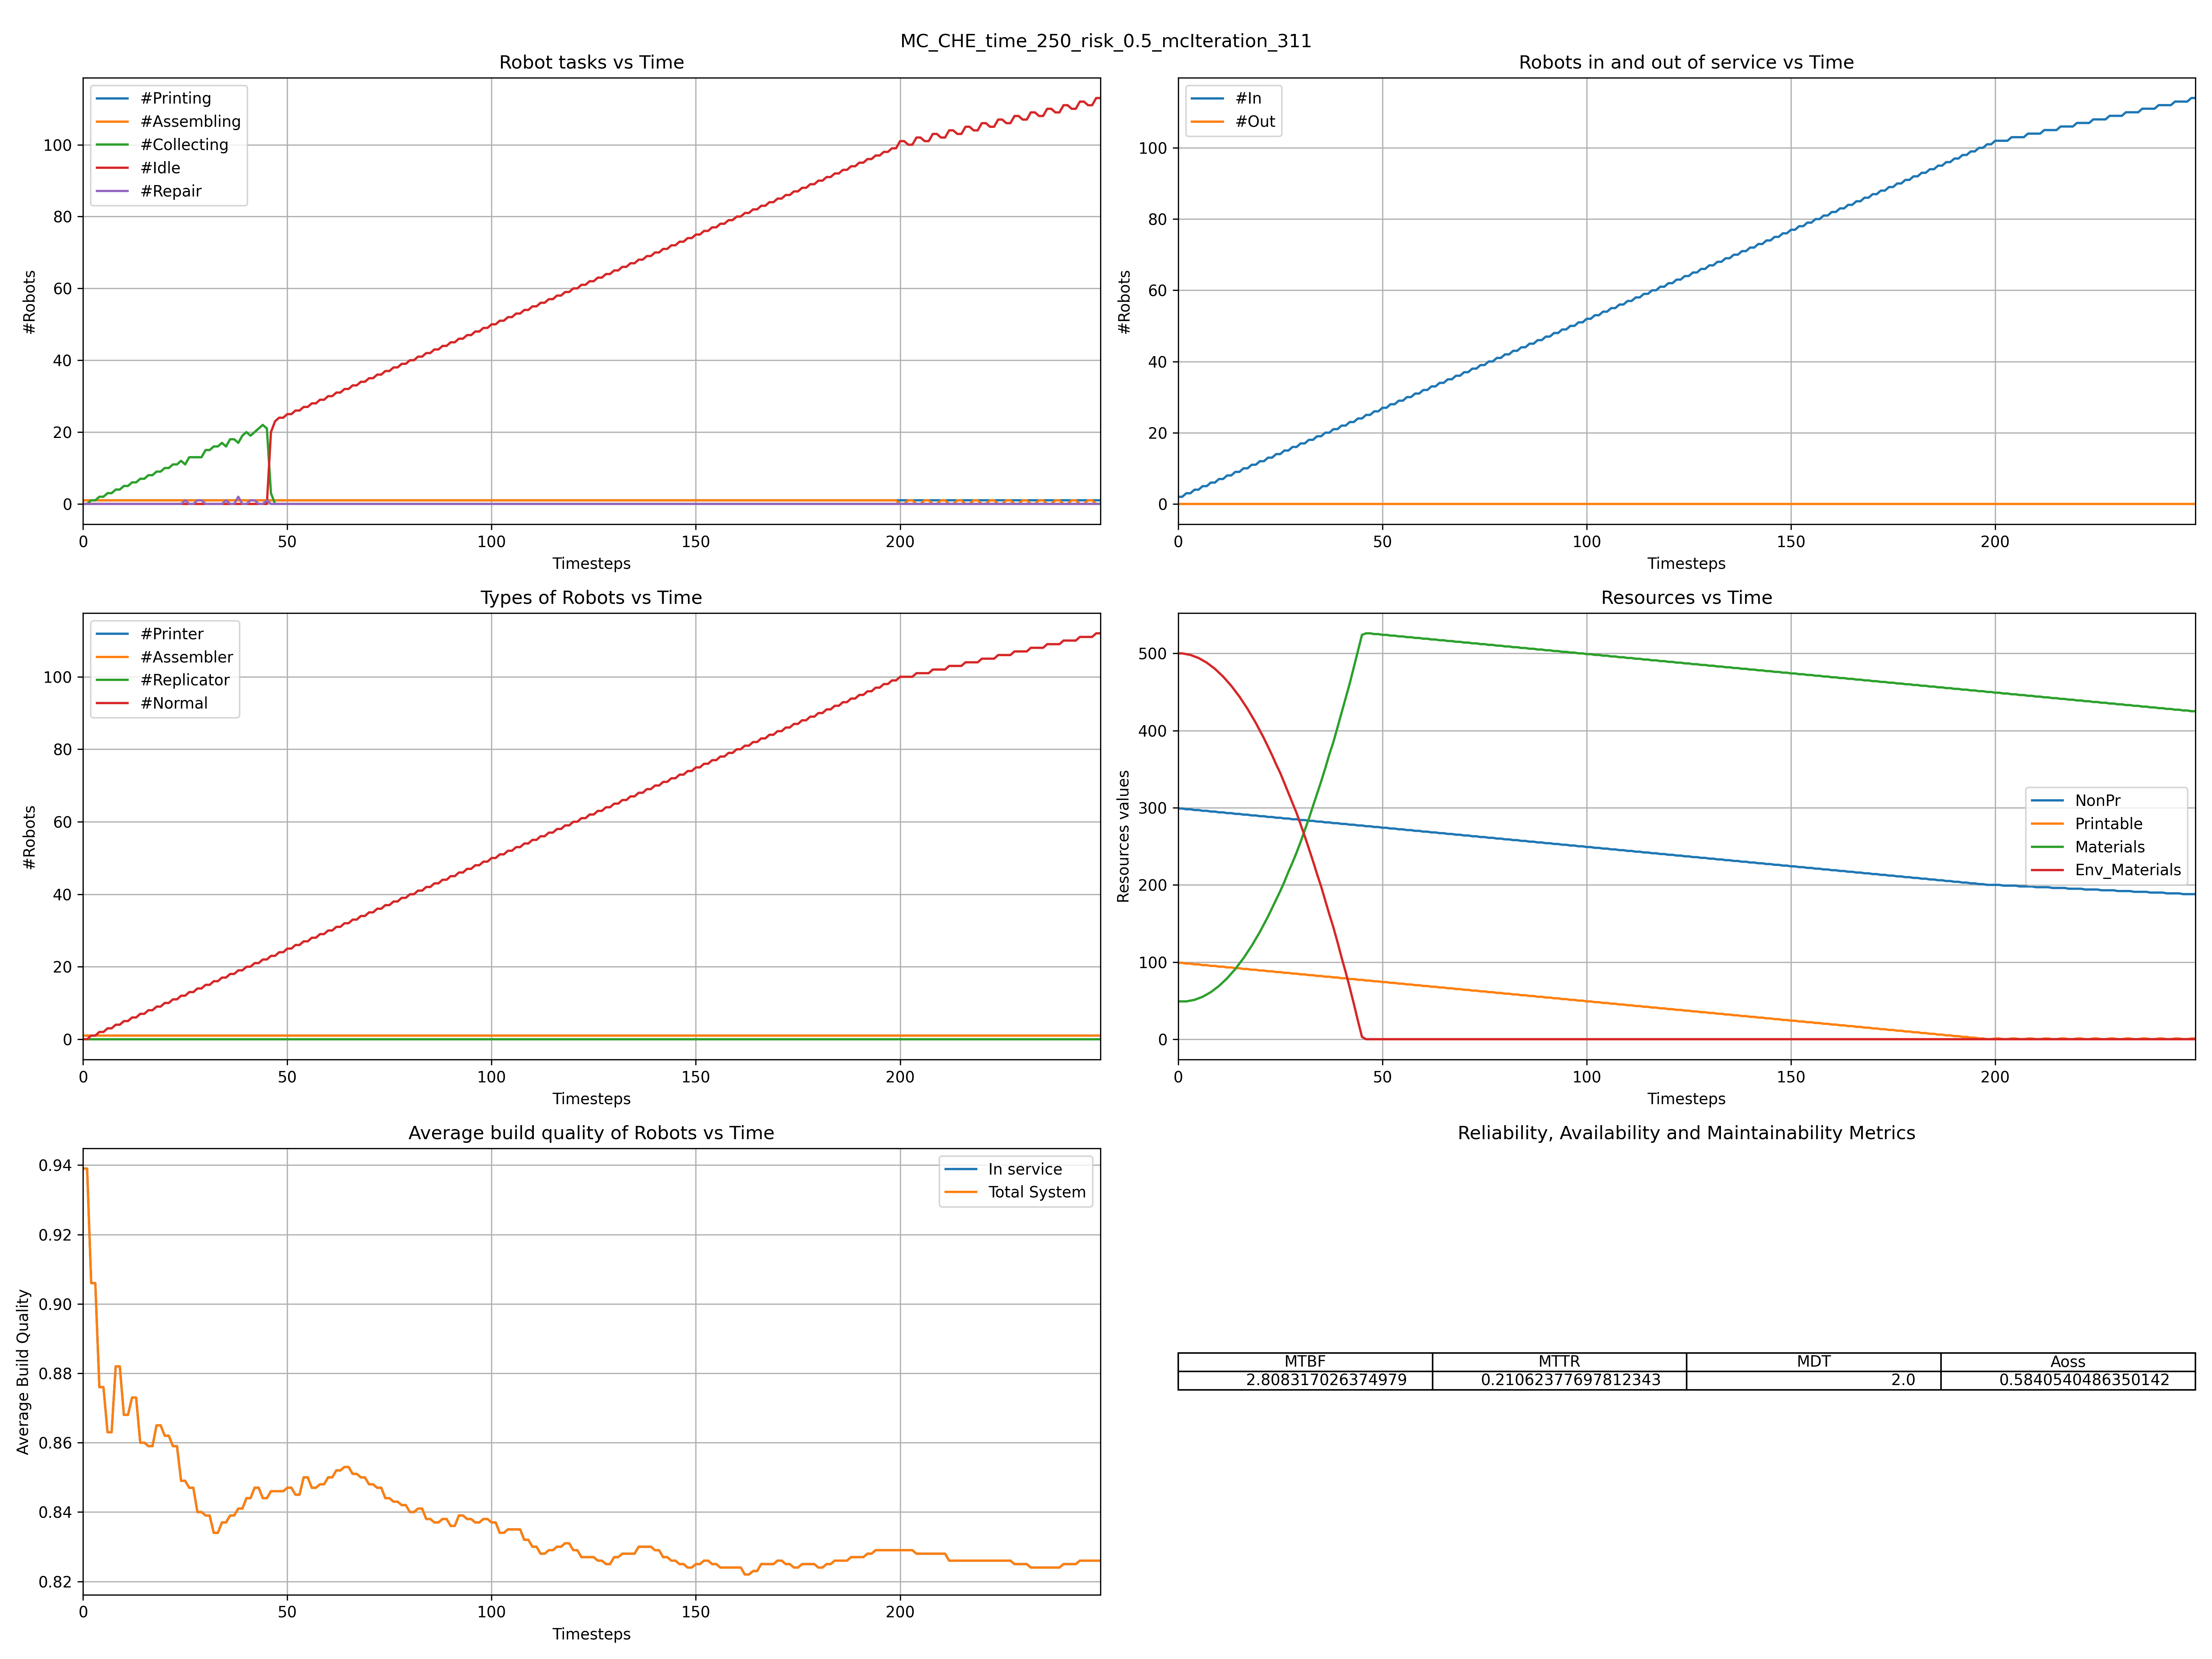 MC_CHE_time_250_risk_0.5_mcIteration_311
Robot tasks vs Time
#Robots
100
80
60
40
20
0
#Printing
#Assembling
#Collecting
#Idle
#Repair
0 50 100 150 200
Timesteps
Robots in and out of service vs Time
#Robots
100
80
60
40
20
0
#In
#Out
0 50 100 150 200
Timesteps
Types of Robots vs Time
#Robots
100
80
60
40
20
0
#Printer
#Assembler
#Replicator
#Normal
0 50 100 150 200
Timesteps
Resources vs Time
Resources values
500
400
300
200
100
0
NonPr
Printable
Materials
Env_Materials
0 50 100 150 200
Timesteps
Average build quality of Robots vs Time
Average Build Quality
0.94
0.92
0.90
0.88
0.86
0.84
0.82
In service
Total System
0 50 100 150 200
Timesteps
Reliability, Availability and Maintainability Metrics
MTBF MTTR MDT Aoss
2.808317026374979 0.21062377697812343 2.0 0.5840540486350142